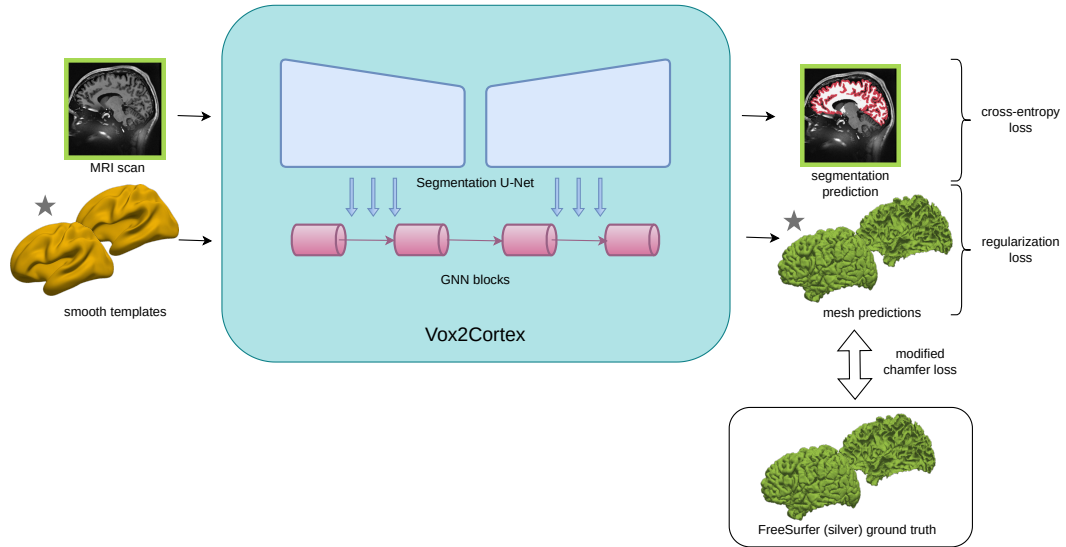 MRI scan
smooth templates
Segmentation U-Net
GNN blocks
Vox2Cortex
segmentation
prediction
cross-entropy
loss
regularization
loss
mesh predictions
modified
chamfer loss
FreeSurfer (silver) ground truth